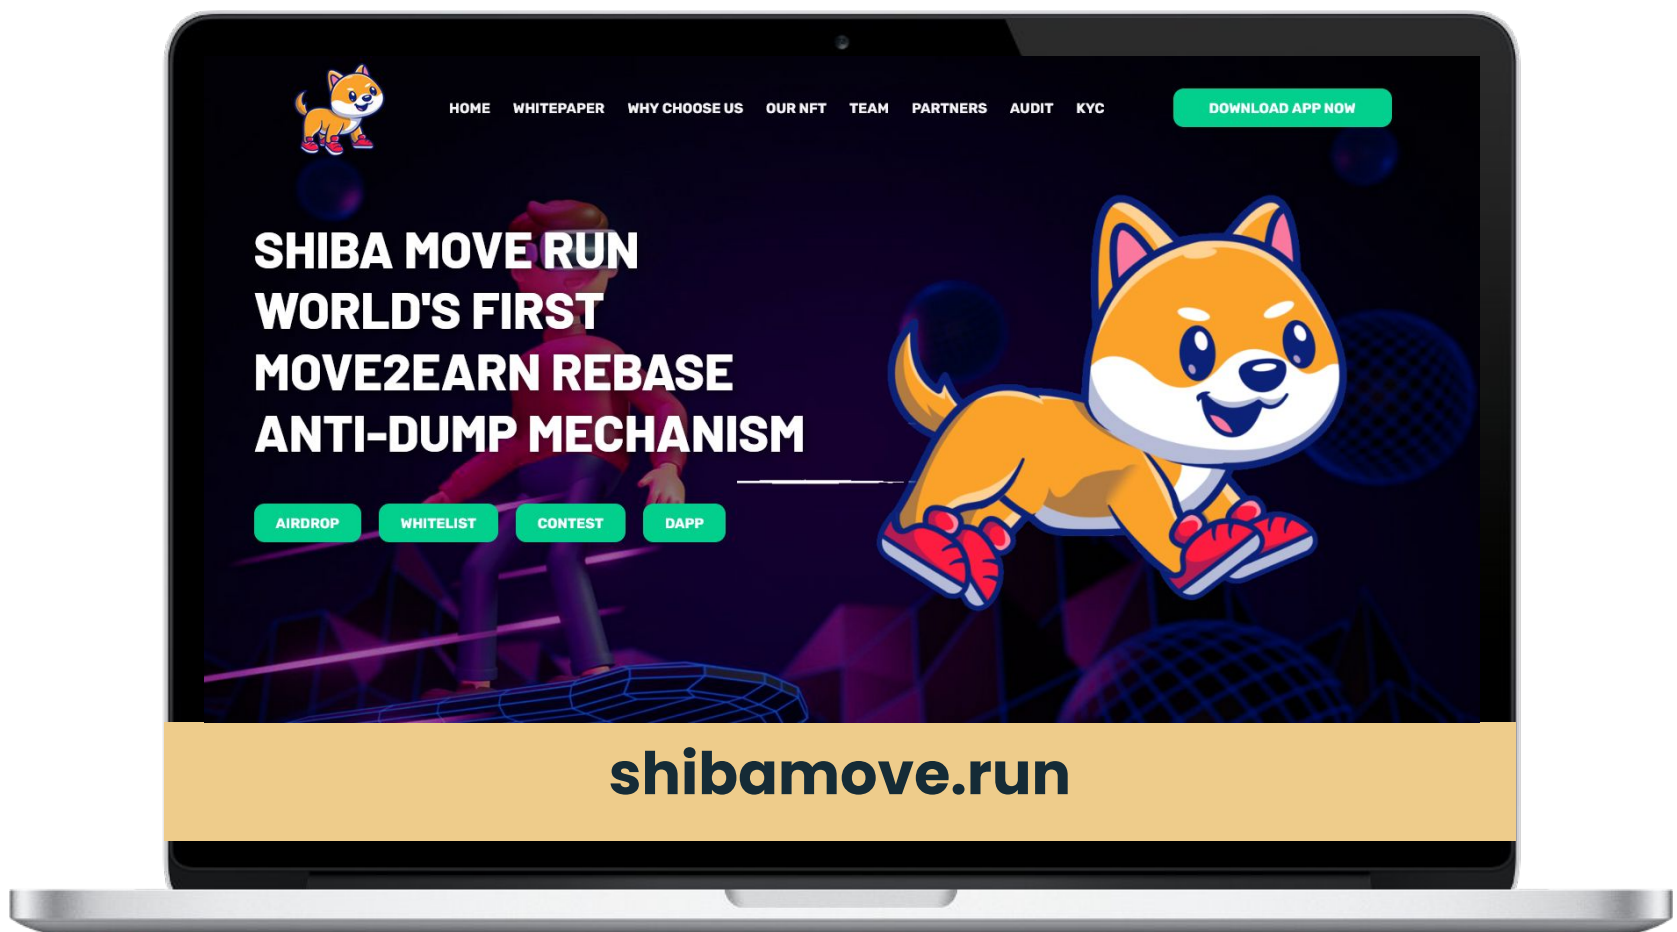 HOME WHITEPAPER WHY CHOOSE US OUR NFT TEAM PARTNERS AUDIT KYC DOWNLOAD APP NOW
SHIBA MOVE RUN
WORLD'S FIRST
MOVE2EARN REBASE
ANTI-DUMP MECHANISM
AIRDROP WHITELIST CONTEST DAPP
shibamove.run